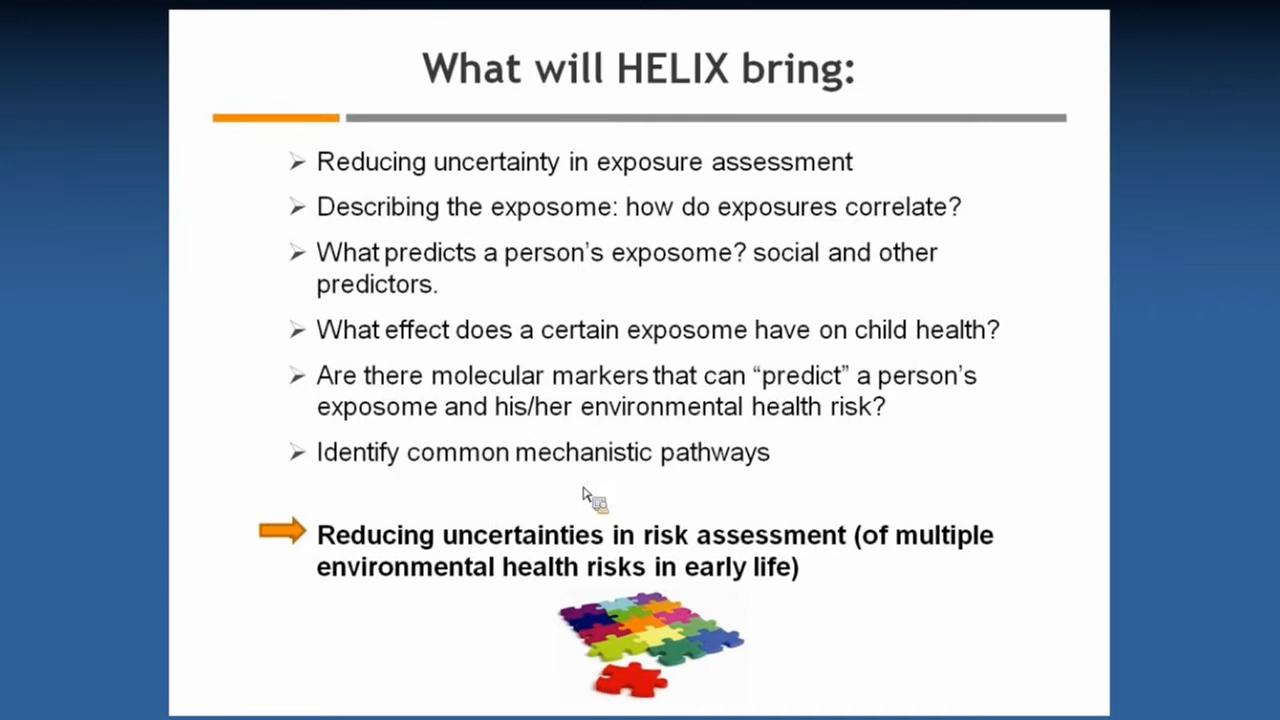 What will HELIX bring:
Reducing uncertainty in exposure assessment
Describing the exposome: how do exposures correlate?
What predicts a person’s exposome? social and other
predictors.
What effect does a certain exposome have on child health?
Are there molecular markers that can “predict” a person’s
exposome and his/her environmental health risk?
Identify common mechanistic pathways
Reducing uncertainties in risk assessment (of multiple
environmental health risks in early life)